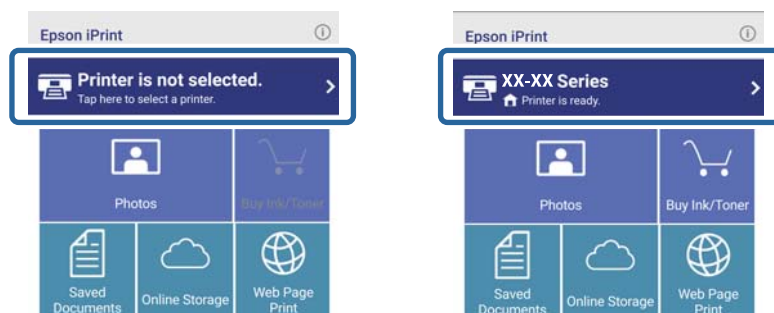 Epson iPrint
Printer is not selected.
Tap here to select a printer.
Photos
Buy Ink/Toner
Saved
Documents
Online Storage
Web Page
Print
Epson iPrint
XX-XX Series
Printer is ready.
Photos
Buy Ink/Toner
Saved
Documents
Online Storage
Web Page
Print